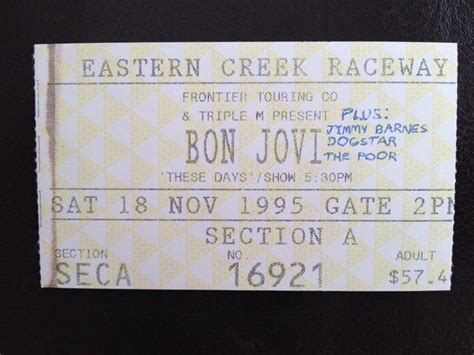 EASTERN CREEK RACEWAY
FRONTIER TOURING CO
& TRIPLE M PRESENT
BON JOVI
PLUS:
JIMMY BARNES
DOGSTAR
THE POOR
'THESE DAYS'/SHOW 5:30PM
SAT 18 NOV 1995 GATE 2PM
SECTION A
SECTION NO. ADULT
SECA 16921 $57.4